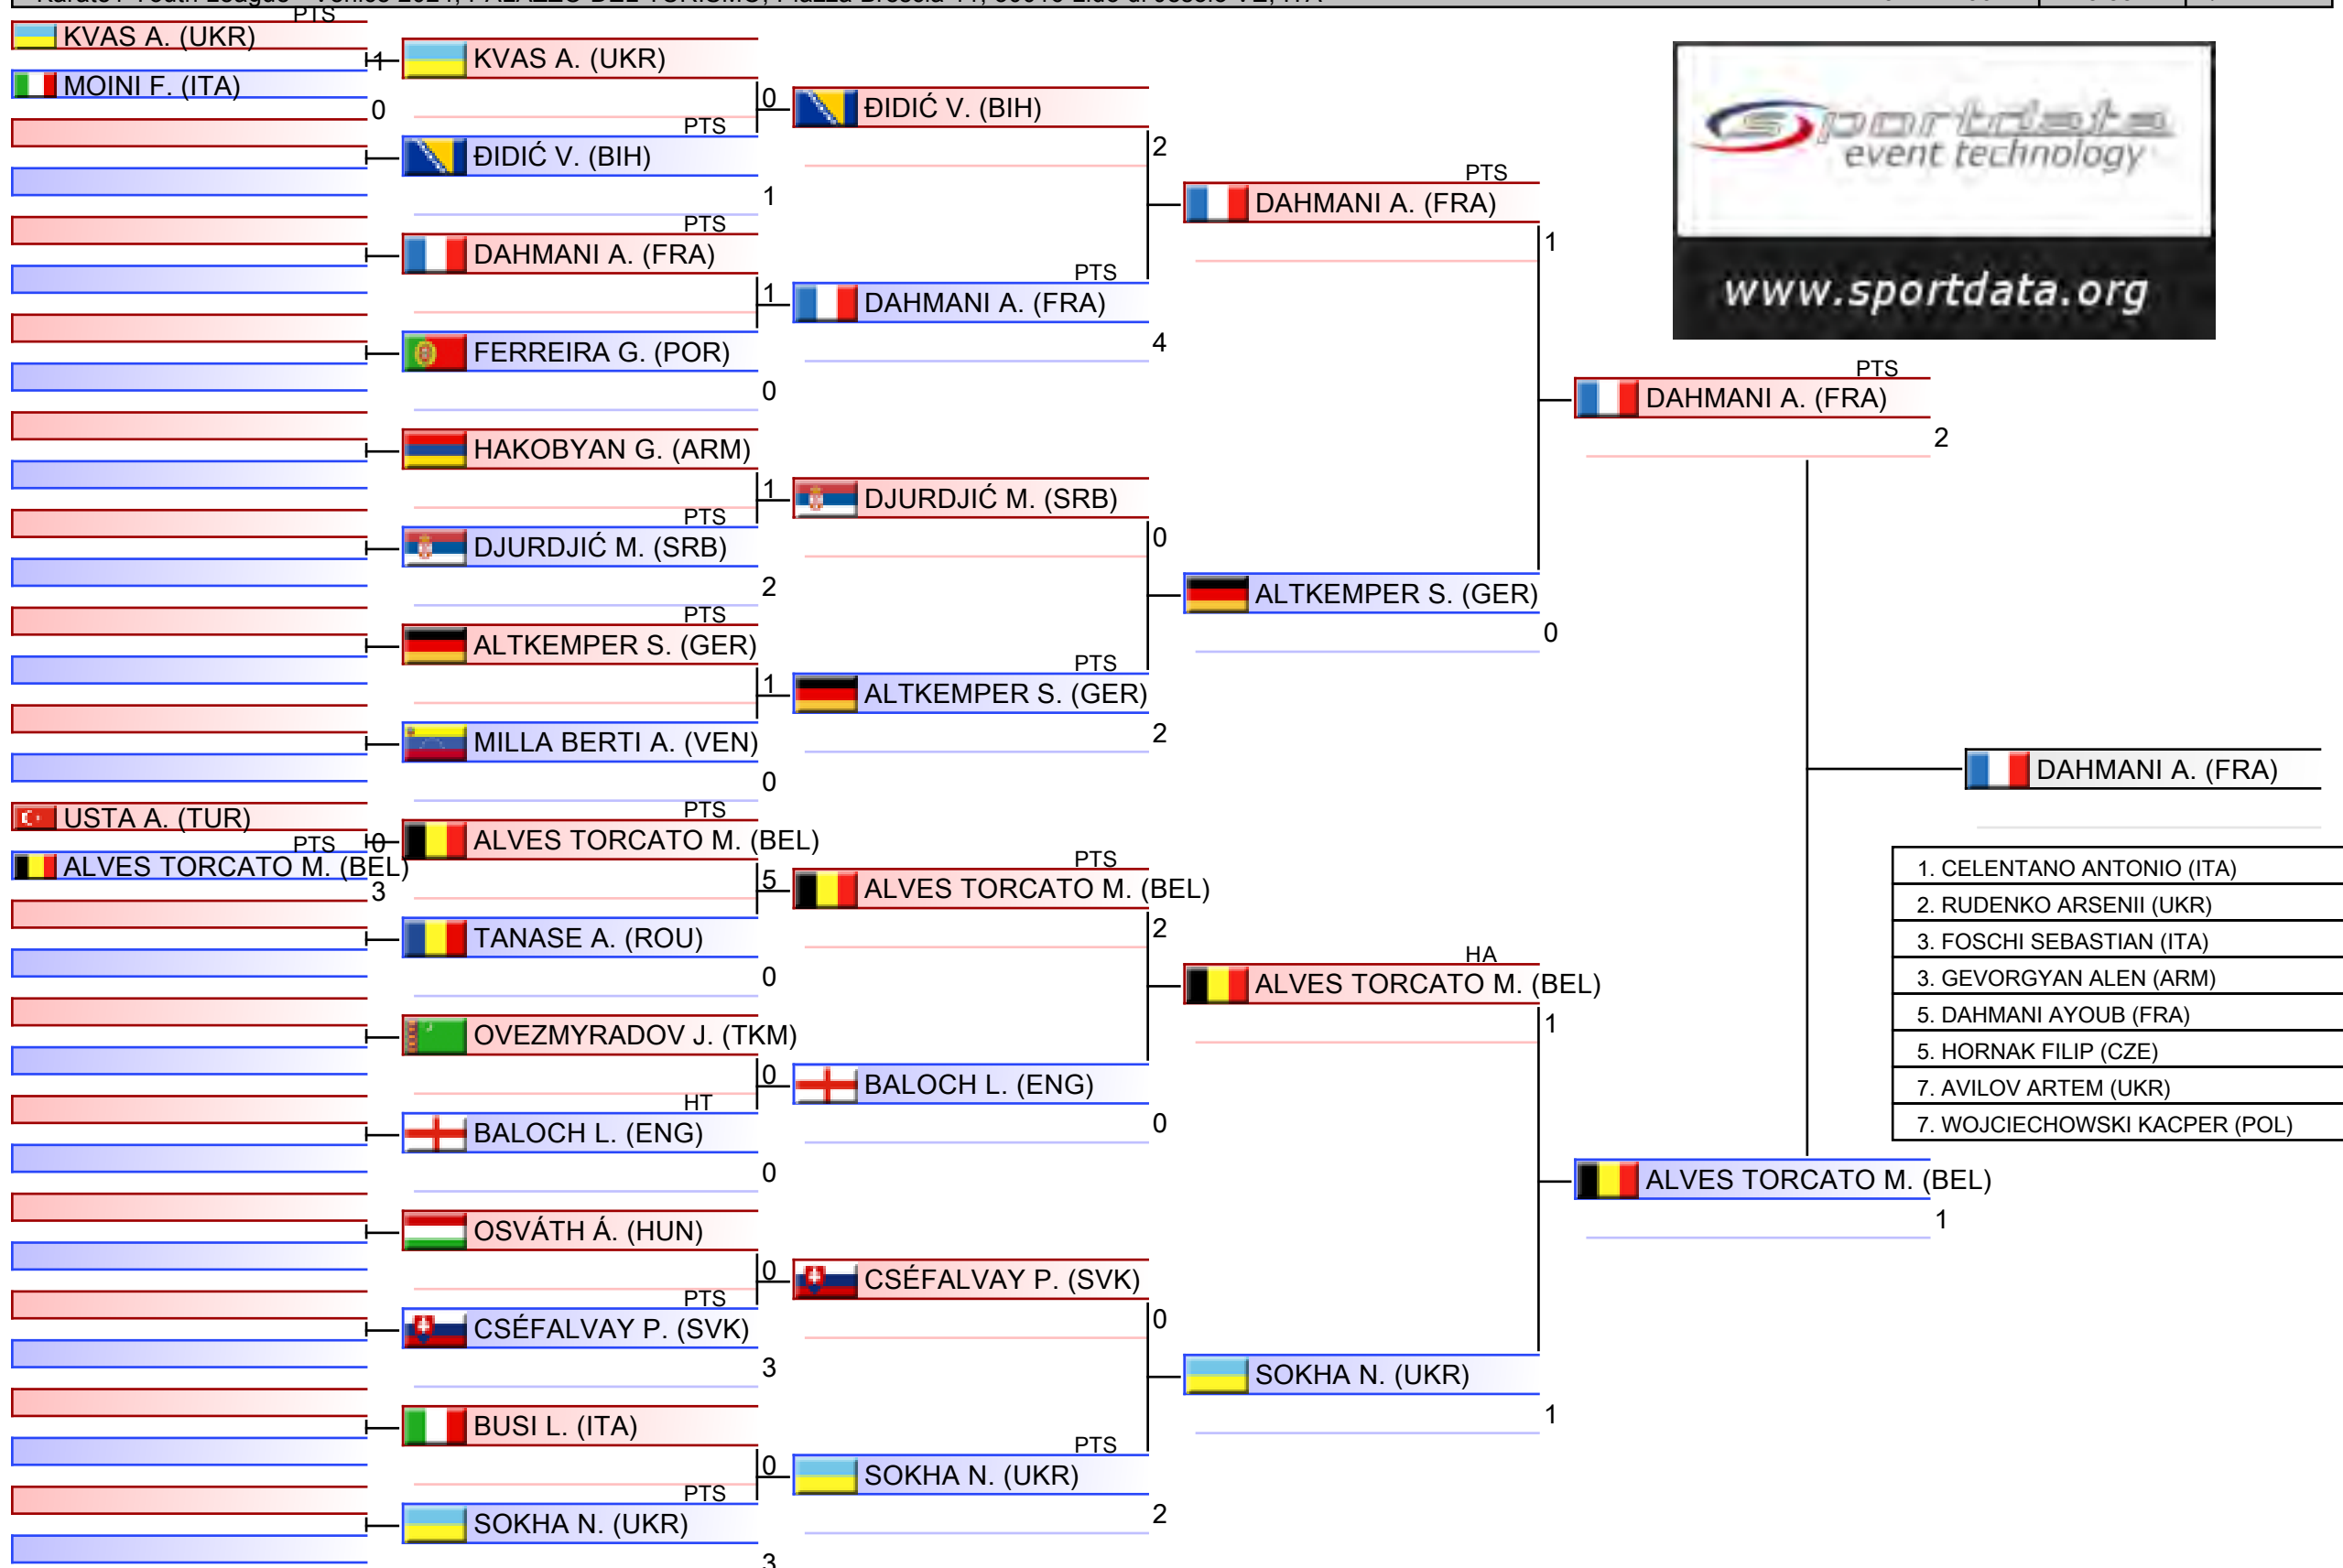 PTS
KVAS A. (UKR)
1
MOINI F. (ITA)
0
USTA A. (TUR)
0
PTS
ALVES TORCATO M. (BEL)
3
KVAS A. (UKR)
0
PTS
ĐIDIĆ V. (BIH)
1
PTS
DAHMANI A. (FRA)
1
FERREIRA G. (POR)
0
HAKOBYAN G. (ARM)
1
PTS
DJURDJIĆ M. (SRB)
2
PTS
ALTKEMPER S. (GER)
1
MILLA BERTI A. (VEN)
0
PTS
ALVES TORCATO M. (BEL)
5
TANASE A. (ROU)
0
OVEZMYRADOV J. (TKM)
0
HT
BALOCH L. (ENG)
0
OSVÁTH Á. (HUN)
0
PTS
CSÉFALVAY P. (SVK)
3
BUSI L. (ITA)
0
PTS
SOKHA N. (UKR)
3
ĐIDIĆ V. (BIH)
2
PTS
DAHMANI A. (FRA)
4
DJURDJIĆ M. (SRB)
0
PTS
ALTKEMPER S. (GER)
2
PTS
ALVES TORCATO M. (BEL)
2
BALOCH L. (ENG)
0
CSÉFALVAY P. (SVK)
0
PTS
SOKHA N. (UKR)
2
PTS
DAHMANI A. (FRA)
1
ALTKEMPER S. (GER)
0
HA
ALVES TORCATO M. (BEL)
1
SOKHA N. (UKR)
1
sportdata
event technology
www.sportdata.org
PTS
DAHMANI A. (FRA)
2
ALVES TORCATO M. (BEL)
1
DAHMANI A. (FRA)
1. CELENTANO ANTONIO (ITA)
2. RUDENKO ARSENII (UKR)
3. FOSCHI SEBASTIAN (ITA)
3. GEVORGYAN ALEN (ARM)
5. DAHMANI AYOUB (FRA)
5. HORNAK FILIP (CZE)
7. AVILOV ARTEM (UKR)
7. WOJCIECHOWSKI KACPER (POL)